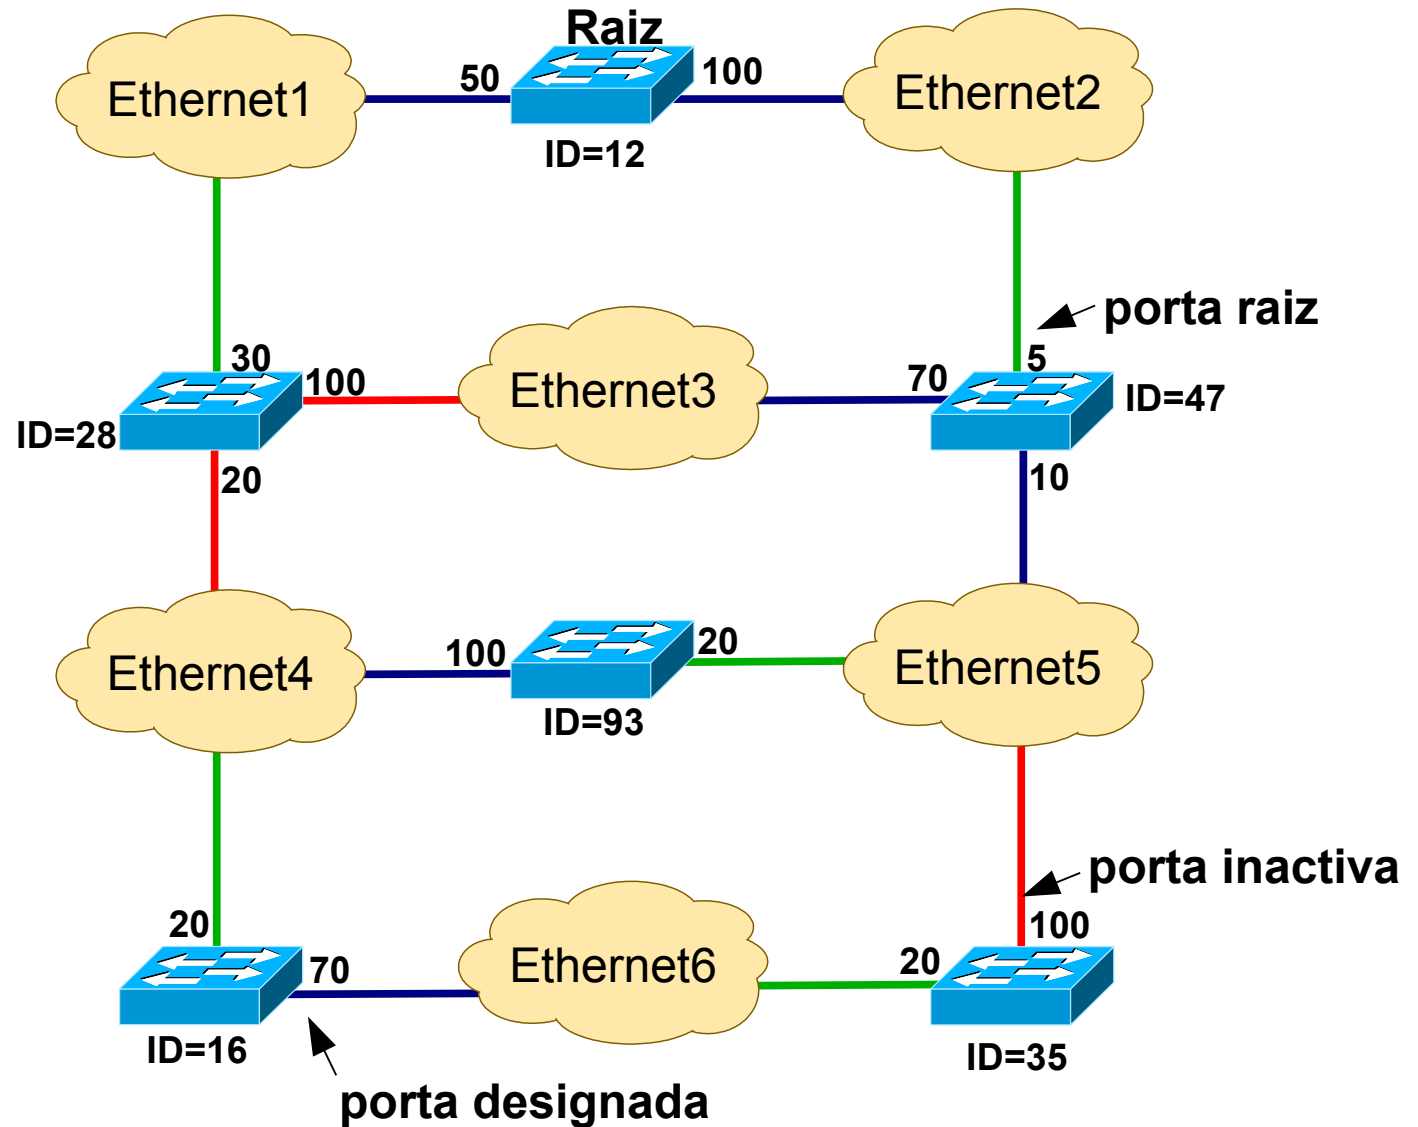 Raiz
Ethernet1
50
100
Ethernet2
ID=12
porta raiz
30
100
Ethernet3
70
5
ID=47
ID=28
20
10
Ethernet4
100
20
Ethernet5
ID=93
porta inactiva
20
70
Ethernet6
20
100
ID=16
ID=35
porta designada